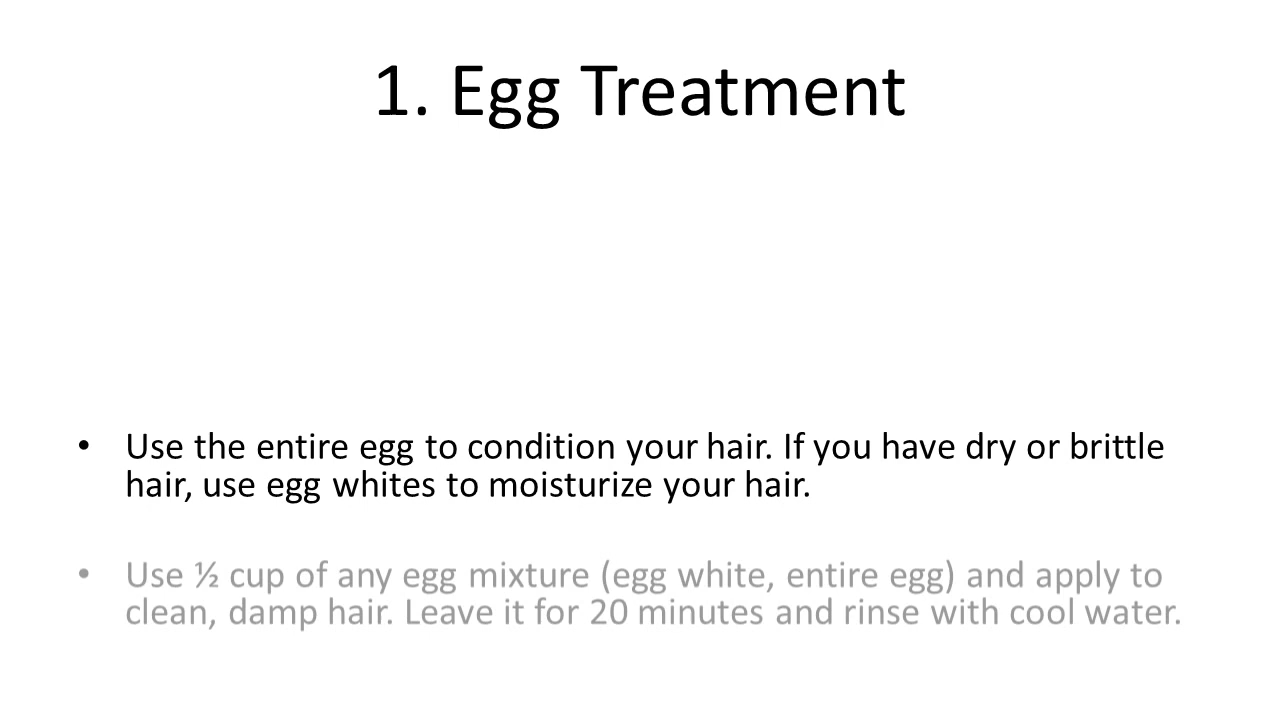 1. Egg Treatment
• Use the entire egg to condition your hair. If you have dry or brittle
hair, use egg whites to moisturize your hair.
• Use ½ cup of any egg mixture (egg white, entire egg) and apply to
clean, damp hair. Leave it for 20 minutes and rinse with cool water.